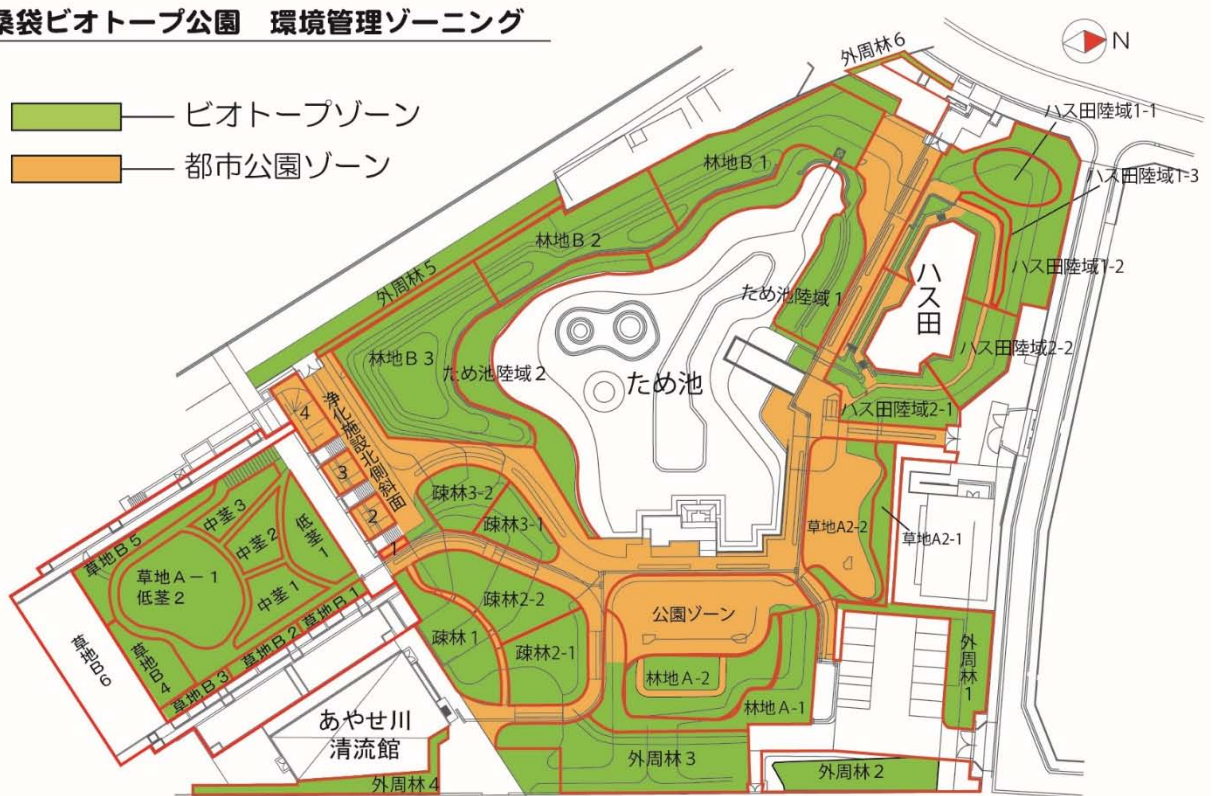 桑袋ビオトープ公園 環境管理ゾーニング
N
ビオトープゾーン
都市公園ゾーン
外周林6
ハス田陸域1-1
ハス田陸域1-3
林地B 1
林地B 2
ハス田陸域1-2
ハス田
外周林5
ため池陸域 1
林地B 3
ため池陸域 2
ため池
ハス田陸域2-2
ハス田陸域2-1
浄化施設北側斜面
4
3
2
1
疎林3-2
疎林3-1
草地A2-2
草地A2-1
中茎3
中茎2
低茎1
草地B 5
草地A-1
低茎2
中茎1
草地B 1
草地B 2
草地B 3
草地B 4
草地B 6
疎林2-2
疎林1
疎林2-1
公園ゾーン
林地A-2
林地A-1
外周林1
あやせ川
清流館
外周林3
外周林2
外周林4